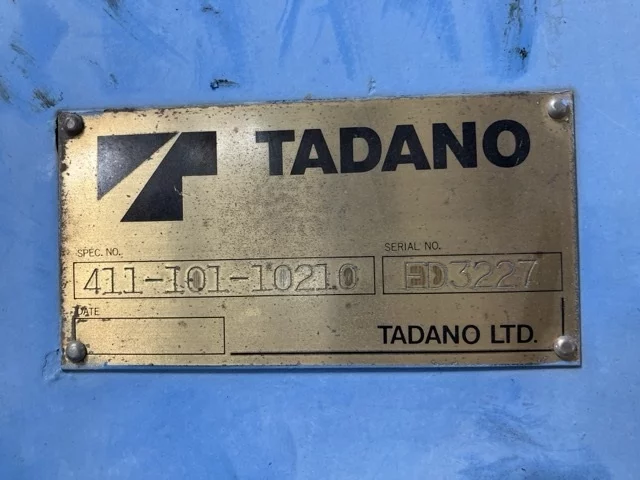 TADANO
SPEC. NO.
SERIAL NO.
411-101-10210
ED3227
DATE
TADANO LTD.